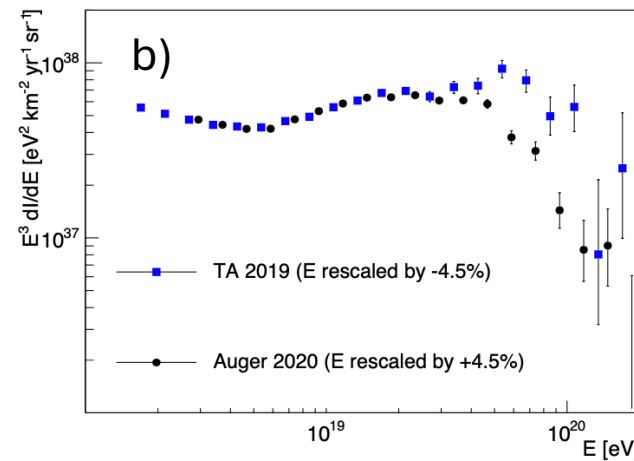 b)
10^38
E^3 dI/dE [eV^2 km^-2 yr^-1 sr^-1]
10^37
TA 2019 (E rescaled by -4.5%)
Auger 2020 (E rescaled by +4.5%)
10^19
10^20
E [eV